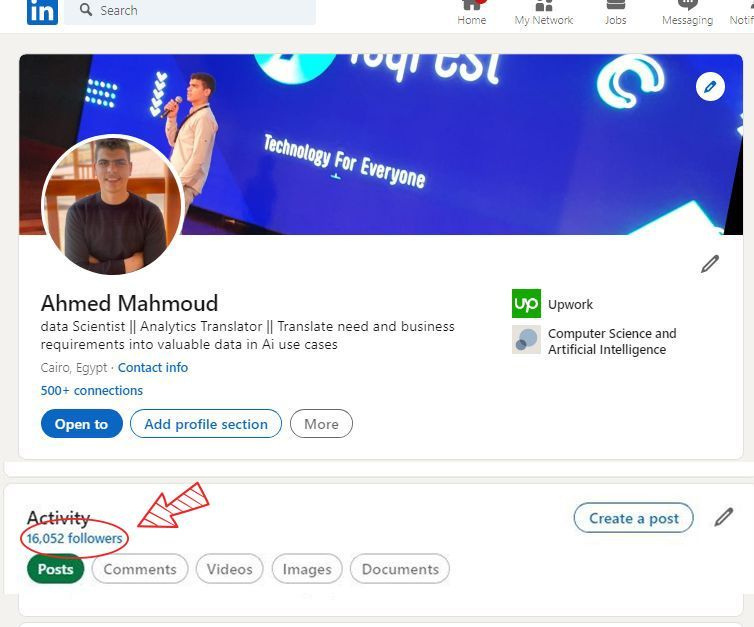 in
Search
Home
My Network
Jobs
Messaging
Technology For Everyone
Ahmed Mahmoud
data Scientist || Analytics Translator || Translate need and business
requirements into valuable data in Ai use cases
Cairo, Egypt · Contact info
500+ connections
Open to
Add profile section
More
up Upwork
Computer Science and
Artificial Intelligence
Activity
16,052 followers
Create a post
Posts
Comments
Videos
Images
Documents